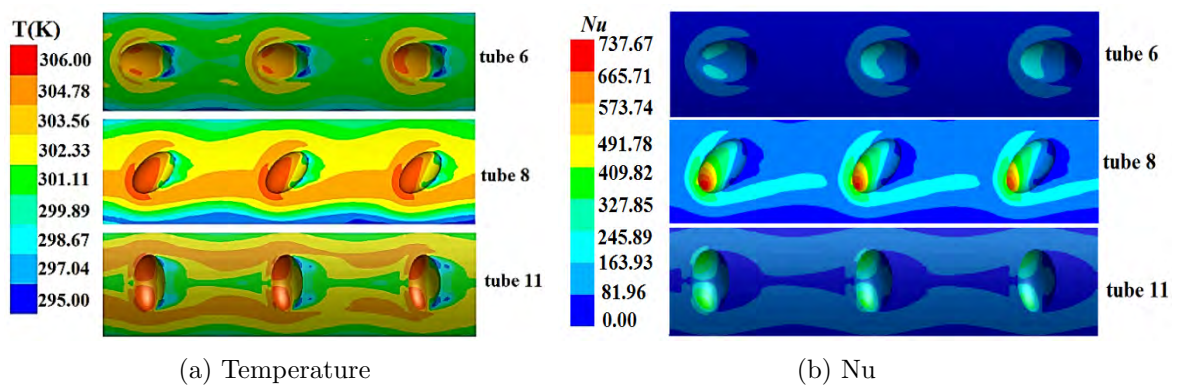 T(K)
306.00
304.78
303.56
302.33
301.11
299.89
298.67
297.04
295.00
tube 6
tube 8
tube 11
Nu
737.67
665.71
573.74
491.78
409.82
327.85
245.89
163.93
81.96
0.00
tube 6
tube 8
tube 11
(a) Temperature
(b) Nu